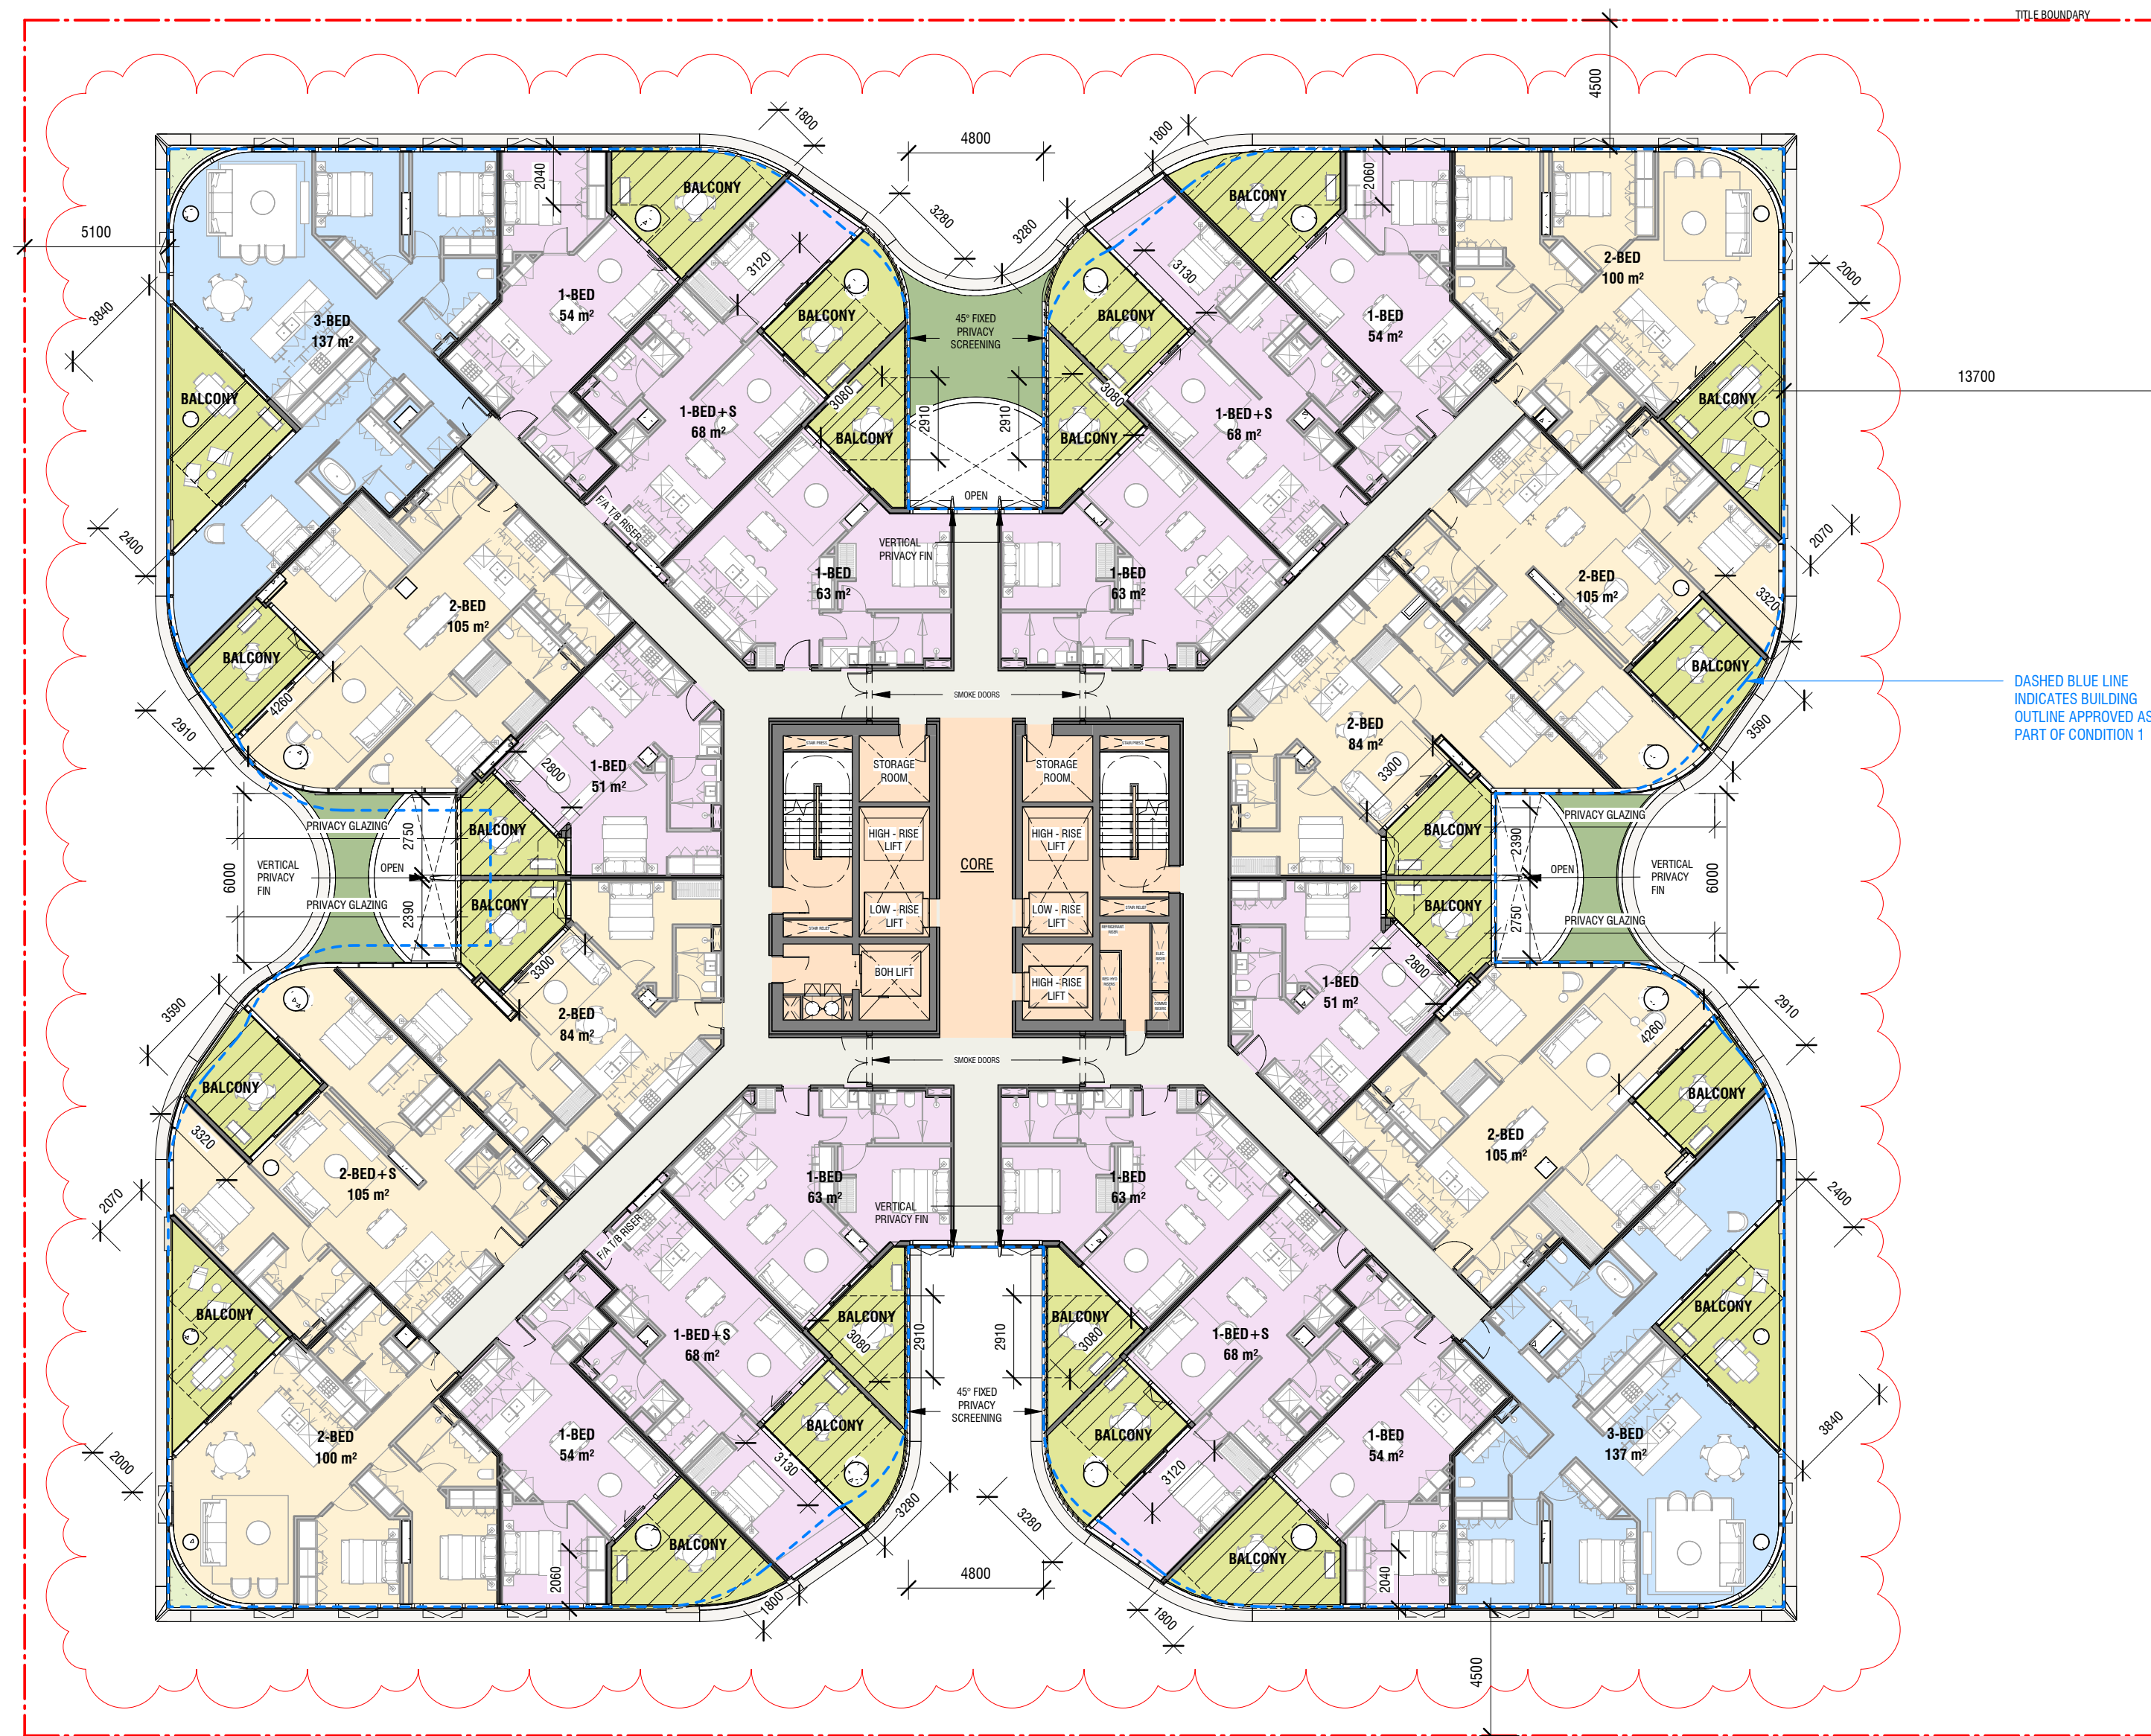 TITLE BOUNDARY
4500
1800
4800
1800
2040
BALCONY
3280
3280
BALCONY
2060
5100
3120
3130
2-BED
100 m²
2000
3840
1-BED
54 m²
3-BED
137 m²
BALCONY
45° FIXED
PRIVACY
SCREENING
BALCONY
1-BED
54 m²
13700
BALCONY
1-BED+S
68 m²
3080
2910
2910
3080
1-BED+S
68 m²
BALCONY
BALCONY
BALCONY
F/A T/B RISER
OPEN
2400
VERTICAL
PRIVACY FIN
2070
1-BED
63 m²
1-BED
63 m²
2-BED
105 m²
TV
3320
2-BED
105 m²
BALCONY
BALCONY
DASHED BLUE LINE
INDICATES BUILDING
OUTLINE APPROVED AS
PART OF CONDITION 1
4260
2910
SMOKE DOORS
3590
2-BED
84 m²
STAIR PRESS.
STORAGE
ROOM
STORAGE
ROOM
STAIR PRESS.
2800
1-BED
51 m²
3300
PRIVACY GLAZING
2750
BALCONY
HIGH - RISE
LIFT
HIGH - RISE
LIFT
BALCONY
2390
PRIVACY GLAZING
6000
VERTICAL
PRIVACY
FIN
OPEN
CORE
OPEN
VERTICAL
PRIVACY
FIN
6000
PRIVACY GLAZING
2390
BALCONY
LOW - RISE
LIFT
LOW - RISE
LIFT
STAIR RELIEF
STAIR RELIEF
BALCONY
2750
PRIVACY GLAZING
3300
BOH LIFT
HIGH - RISE
LIFT
2800
1-BED
51 m²
3590
2-BED
84 m²
2910
4260
SMOKE DOORS
BALCONY
BALCONY
3320
2-BED
105 m²
2-BED+S
105 m²
1-BED
63 m²
1-BED
63 m²
2070
2400
VERTICAL
PRIVACY FIN
F/A T/B RISER
BALCONY
BALCONY
BALCONY
BALCONY
1-BED+S
68 m²
3080
2910
2910
3080
1-BED+S
68 m²
45° FIXED
PRIVACY
SCREENING
2-BED
100 m²
1-BED
54 m²
BALCONY
BALCONY
1-BED
54 m²
3-BED
137 m²
3840
2000
3130
3120
3280
3280
BALCONY
BALCONY
2060
4800
2040
1800
1800
4500